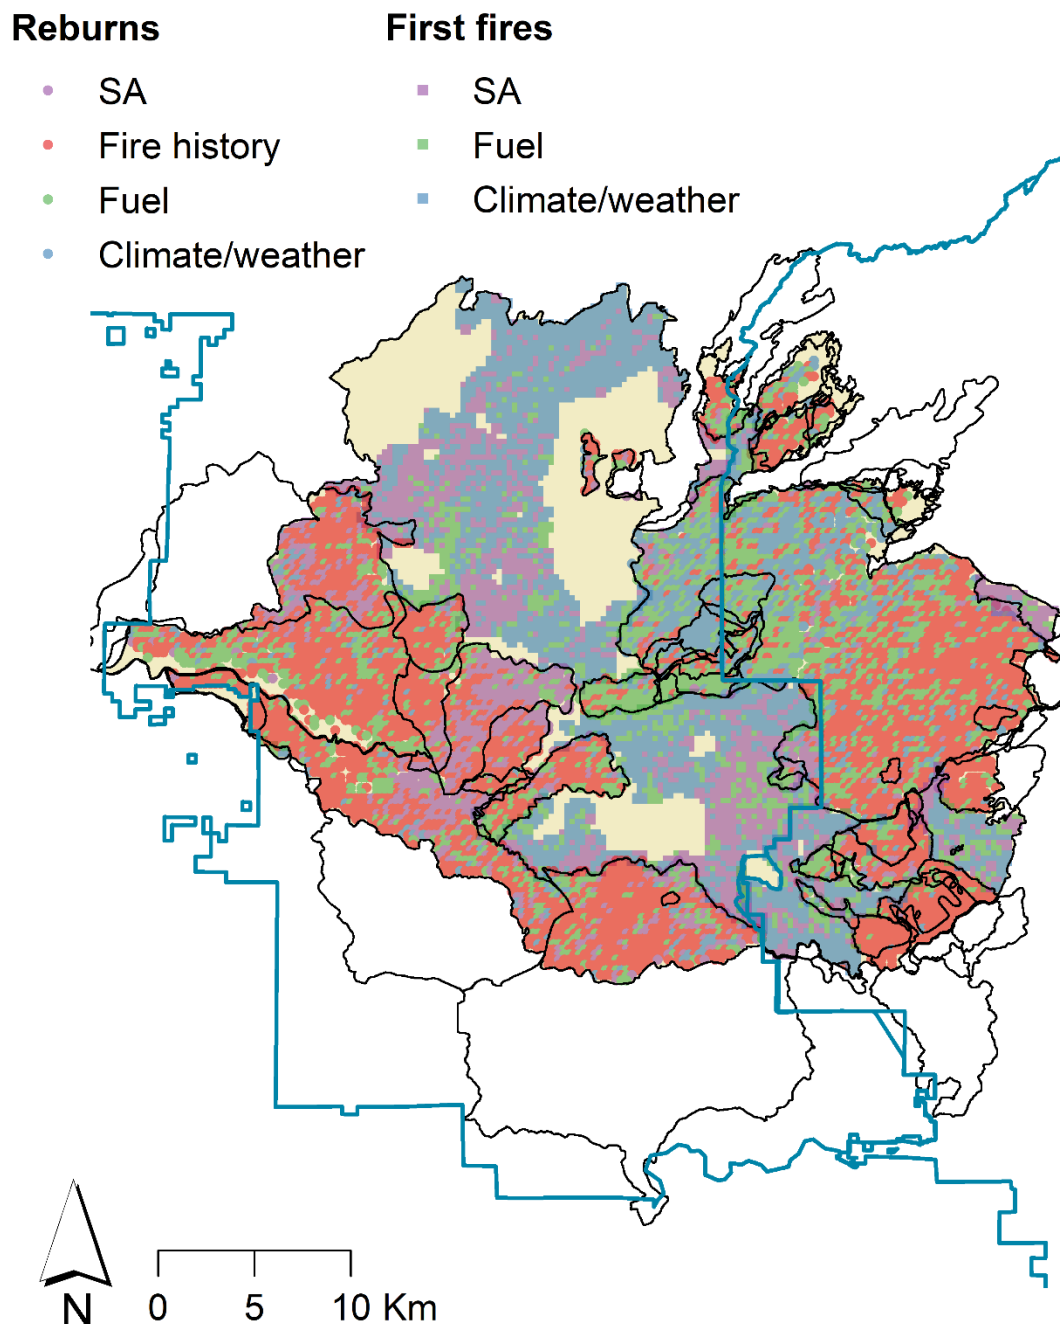 Reburns
SA
Fire history
Fuel
Climate/weather
First fires
SA
Fuel
Climate/weather
N
0 5 10 Km